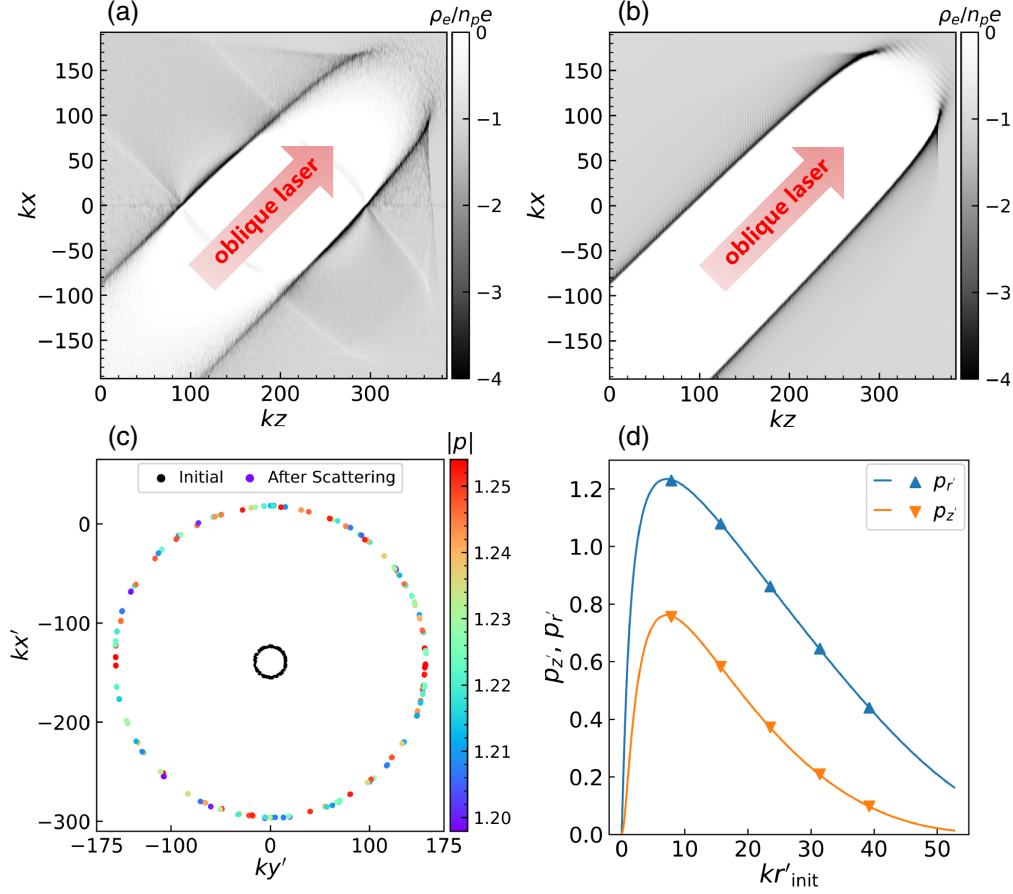 (a)
ρe/npe
150
100
50
0
−50
−100
−150
kx
0
100
200
300
kz
0
−1
−2
−3
−4
oblique laser
(b)
ρe/npe
150
100
50
0
−50
−100
−150
kx
0
100
200
300
kz
0
−1
−2
−3
−4
oblique laser
(c)
|p|
Initial
After Scattering
0
−100
−200
−300
kx′
−175
−100
0
100
175
ky′
1.25
1.24
1.23
1.22
1.21
1.20
(d)
pr′
pz′
1.2
1.0
0.8
0.6
0.4
0.2
0.0
pz′, pr′
0
10
20
30
40
50
kr′init